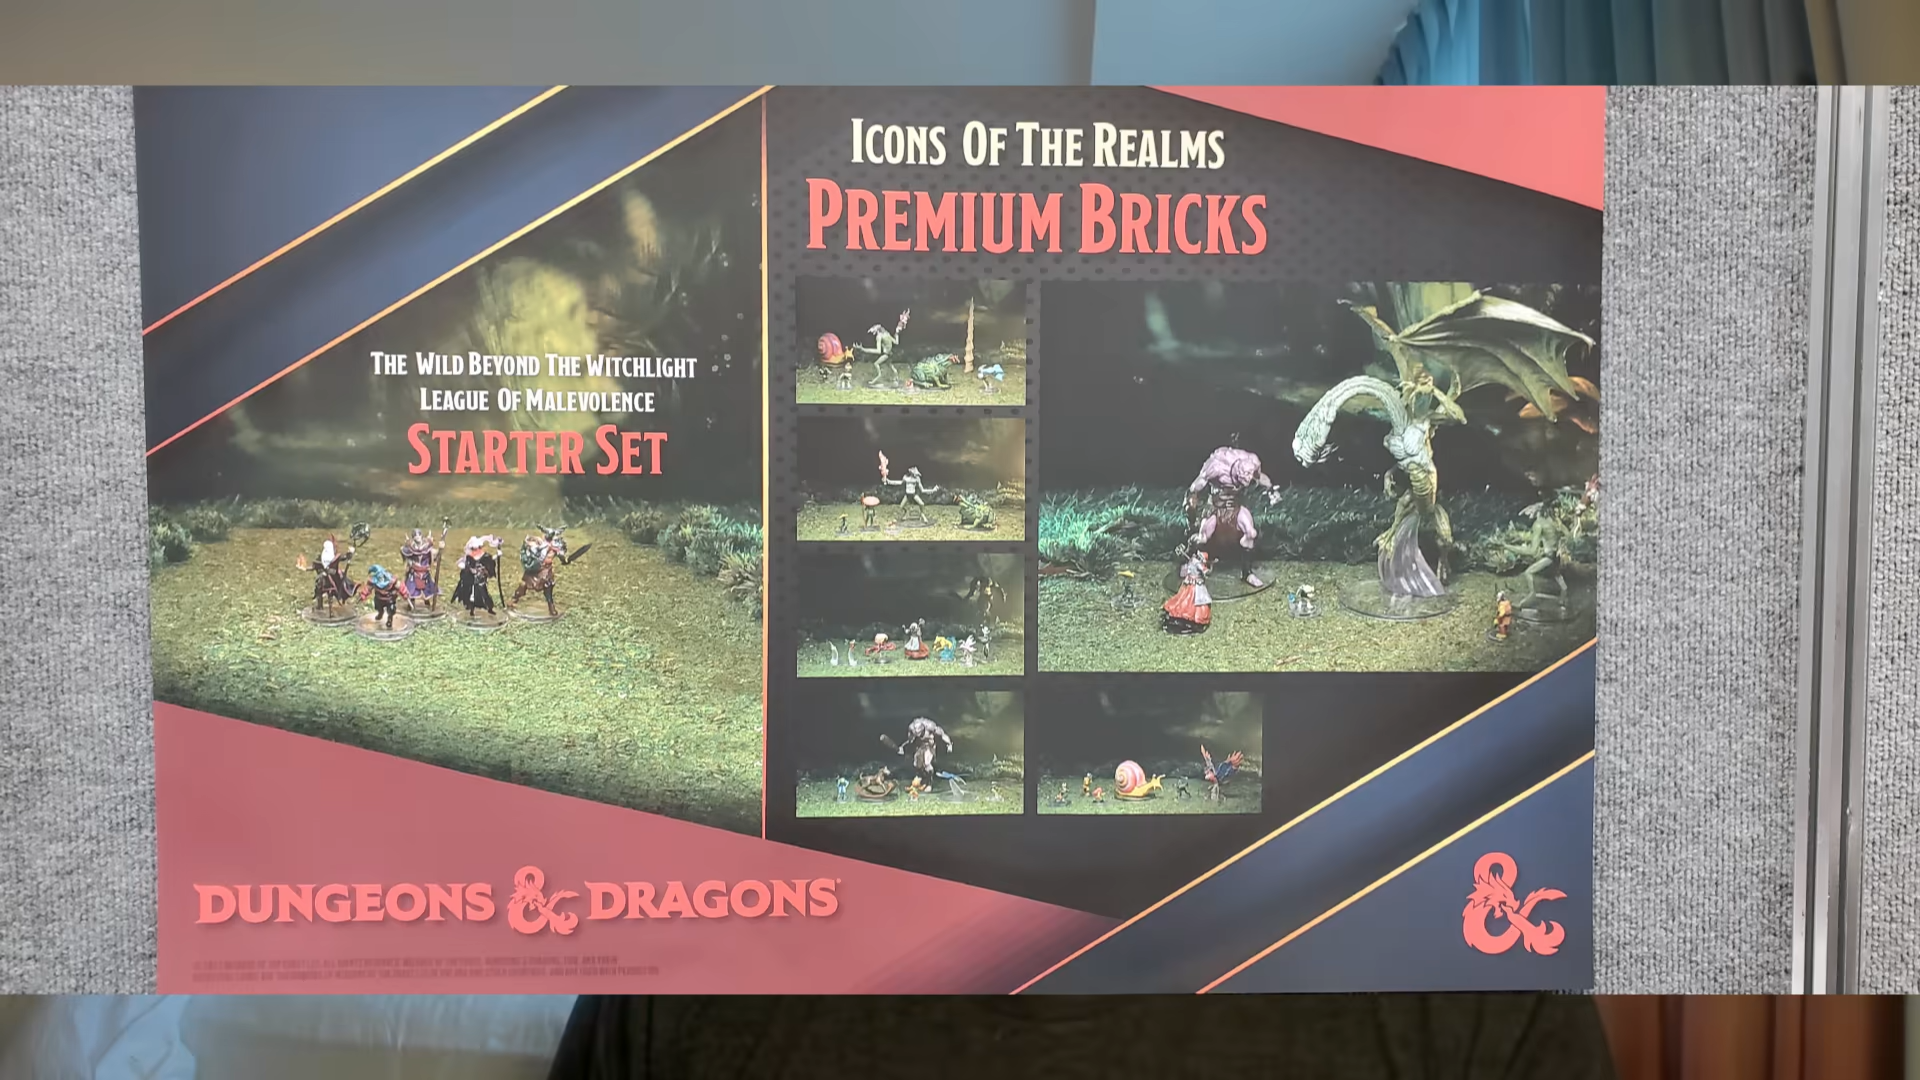 THE WILD BEYOND THE WITCHLIGHT
LEAGUE OF MALEVOLENCE
STARTER SET
ICONS OF THE REALMS
PREMIUM BRICKS
DUNGEONS & DRAGONS
&